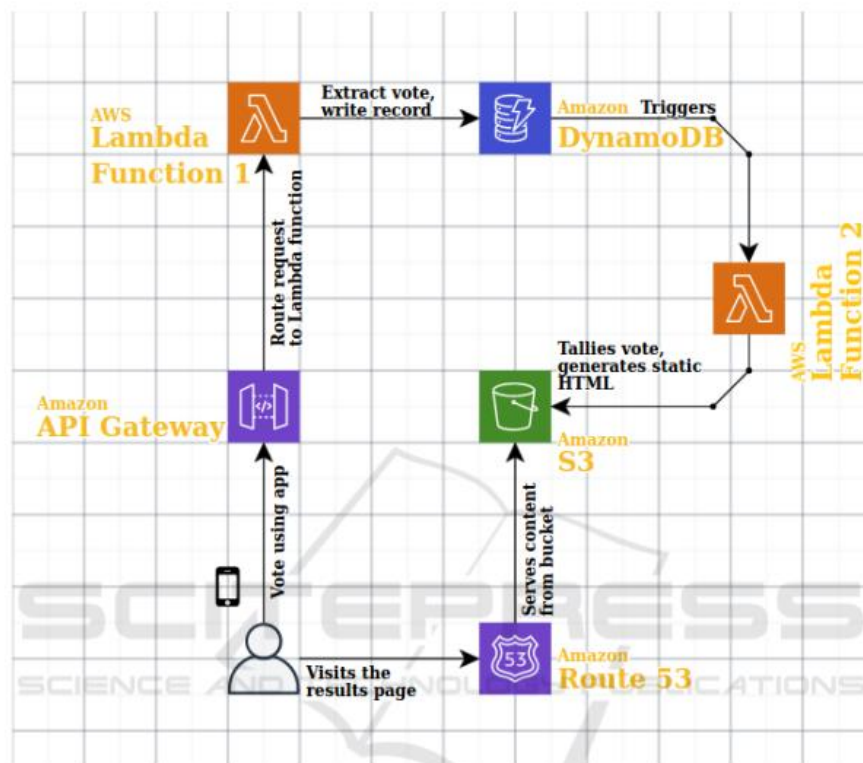 Extract vote,
write record
AWS
Lambda
Function 1
Amazon
DynamoDB
Triggers
Route request
to Lambda function
AWS
Lambda
Function 2
Tallies vote,
generates static
HTML
Amazon
API Gateway
</>
Amazon
S3
Vote using app
Serves content
from bucket
Visits the
results page
53
Amazon
Route 53
SCITEPRESS
SCIENCE AND TECHNOLOGY PUBLICATIONS